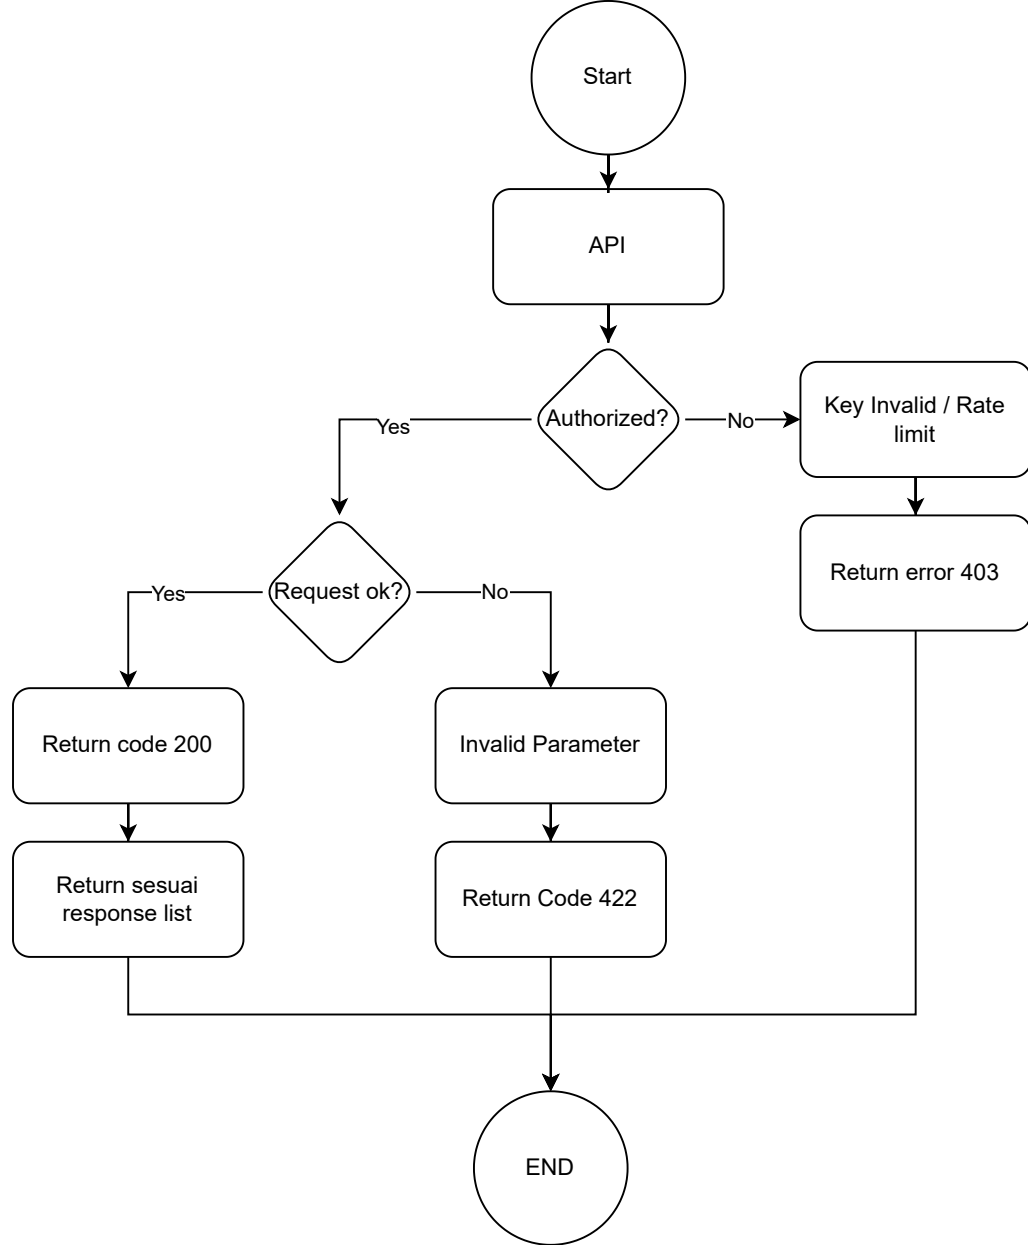 Start
API
Authorized?
Yes
No
Key Invalid / Rate
limit
Return error 403
Request ok?
Yes
No
Return code 200
Invalid Parameter
Return sesuai
response list
Return Code 422
END